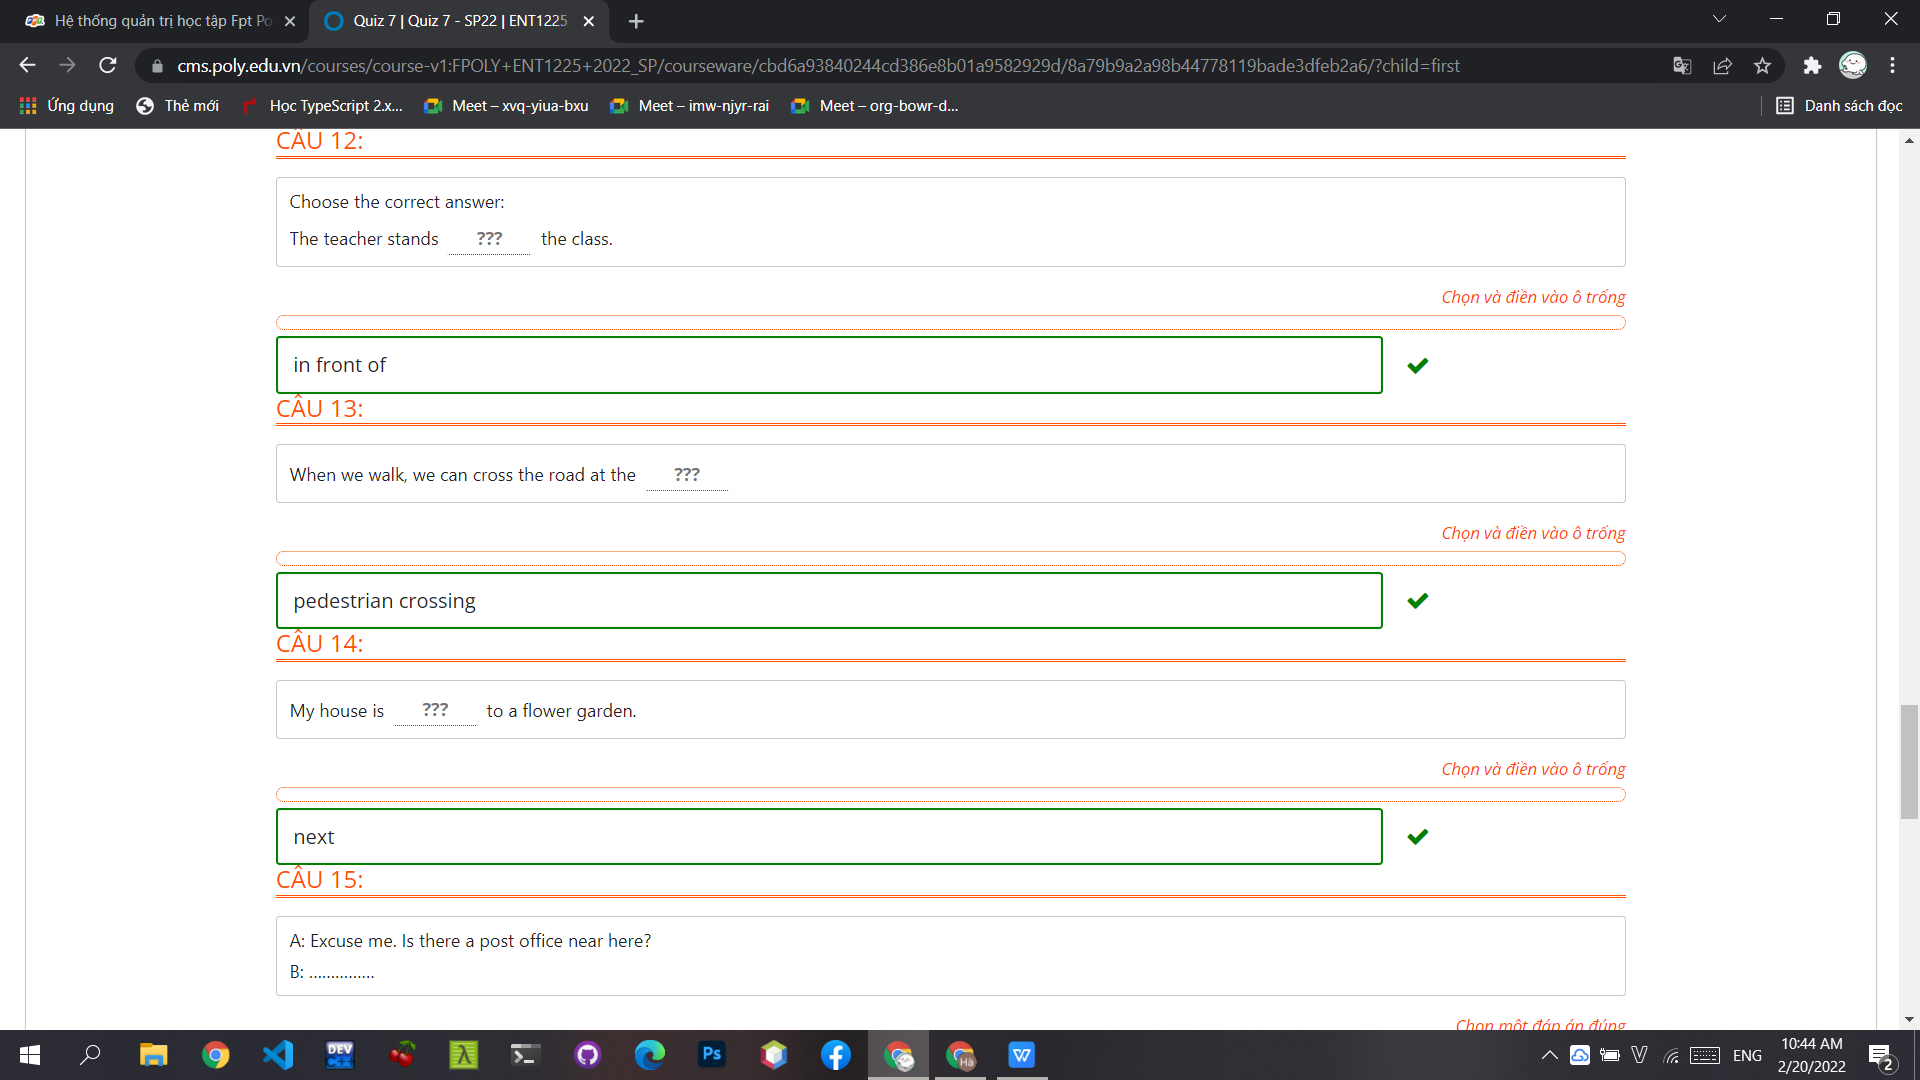 Hệ thống quản trị học tập Fpt Po
Quiz 7 | Quiz 7 - SP22 | ENT1225
cms.poly.edu.vn/courses/course-v1:FPOLY+ENT1225+2022_SP/courseware/cbd6a93840244cd386e8b01a9582929d/8a79b9a2a98b44778119bade3dfeb2a6/?child=first
Ứng dụng
Thẻ mới
Học TypeScript 2.x...
Meet – xvq-yiua-bxu
Meet – imw-njyr-rai
Meet – org-bowr-d...
Danh sách đọc
CÂU 12:
Choose the correct answer:
The teacher stands ??? the class.
Chọn và điền vào ô trống
in front of
CÂU 13:
When we walk, we can cross the road at the ???
Chọn và điền vào ô trống
pedestrian crossing
CÂU 14:
My house is ??? to a flower garden.
Chọn và điền vào ô trống
next
CÂU 15:
A: Excuse me. Is there a post office near here?
B: ...............
Chọn một đáp án đúng
DEV
Ps
Hà
W
ENG
10:44 AM
2/20/2022
2